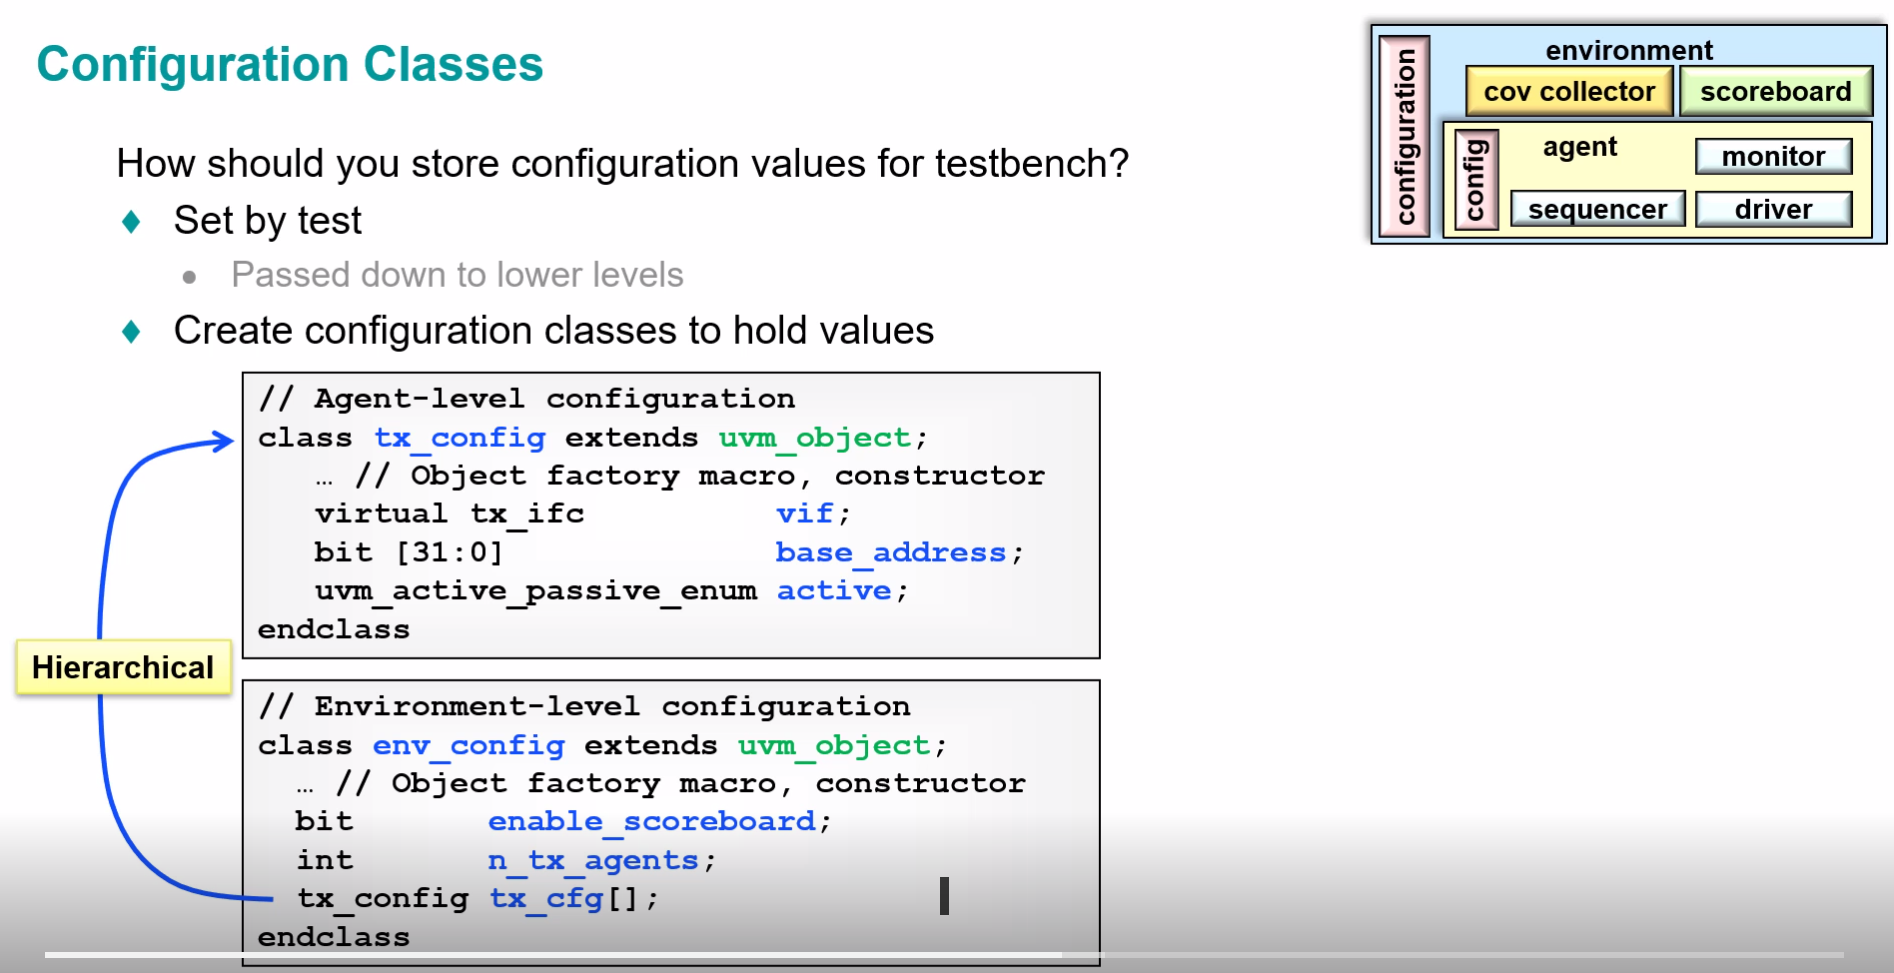 Configuration Classes
How should you store configuration values for testbench?
♦ Set by test
● Passed down to lower levels
♦ Create configuration classes to hold values
// Agent-level configuration
class tx_config extends uvm_object;
… // Object factory macro, constructor
virtual tx_ifc vif;
bit [31:0] base_address;
uvm_active_passive_enum active;
endclass
Hierarchical
// Environment-level configuration
class env_config extends uvm_object;
… // Object factory macro, constructor
bit enable_scoreboard;
int n_tx_agents;
tx_config tx_cfg[];
endclass
configuration
environment
cov collector
scoreboard
config
agent
monitor
sequencer
driver